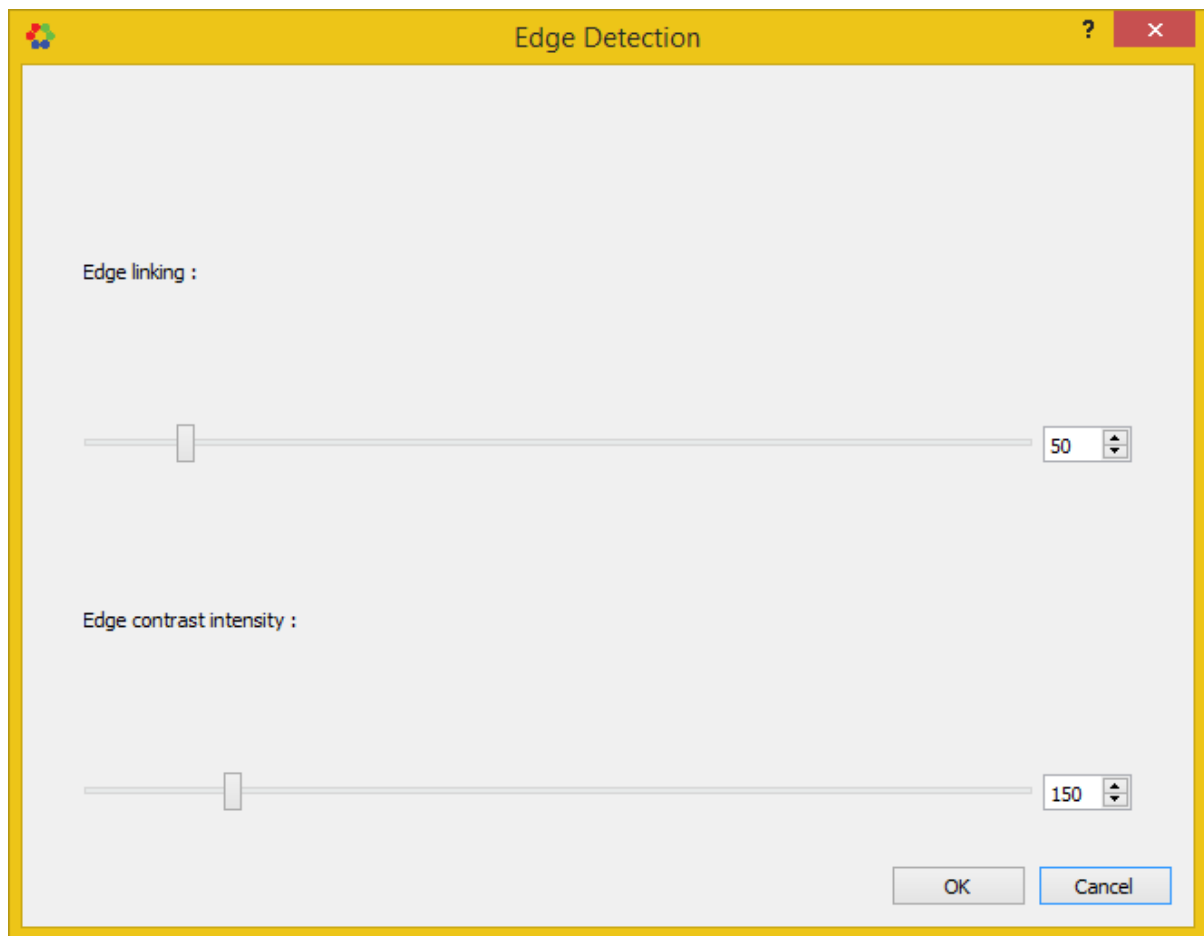 Edge Detection
?
Edge linking :
50
Edge contrast intensity :
150
OK
Cancel